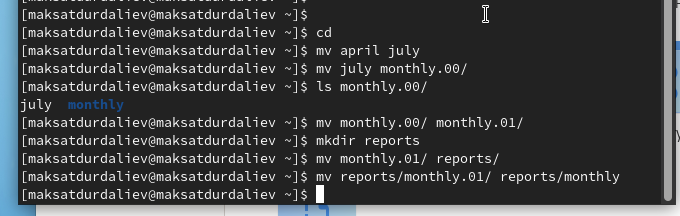 [maksatdurdaliev@maksatdurdaliev ~]$
[maksatdurdaliev@maksatdurdaliev ~]$ cd
[maksatdurdaliev@maksatdurdaliev ~]$ mv april july
[maksatdurdaliev@maksatdurdaliev ~]$ mv july monthly.00/
[maksatdurdaliev@maksatdurdaliev ~]$ ls monthly.00/
july  monthly
[maksatdurdaliev@maksatdurdaliev ~]$ mv monthly.00/ monthly.01/
[maksatdurdaliev@maksatdurdaliev ~]$ mkdir reports
[maksatdurdaliev@maksatdurdaliev ~]$ mv monthly.01/ reports/
[maksatdurdaliev@maksatdurdaliev ~]$ mv reports/monthly.01/ reports/monthly
[maksatdurdaliev@maksatdurdaliev ~]$